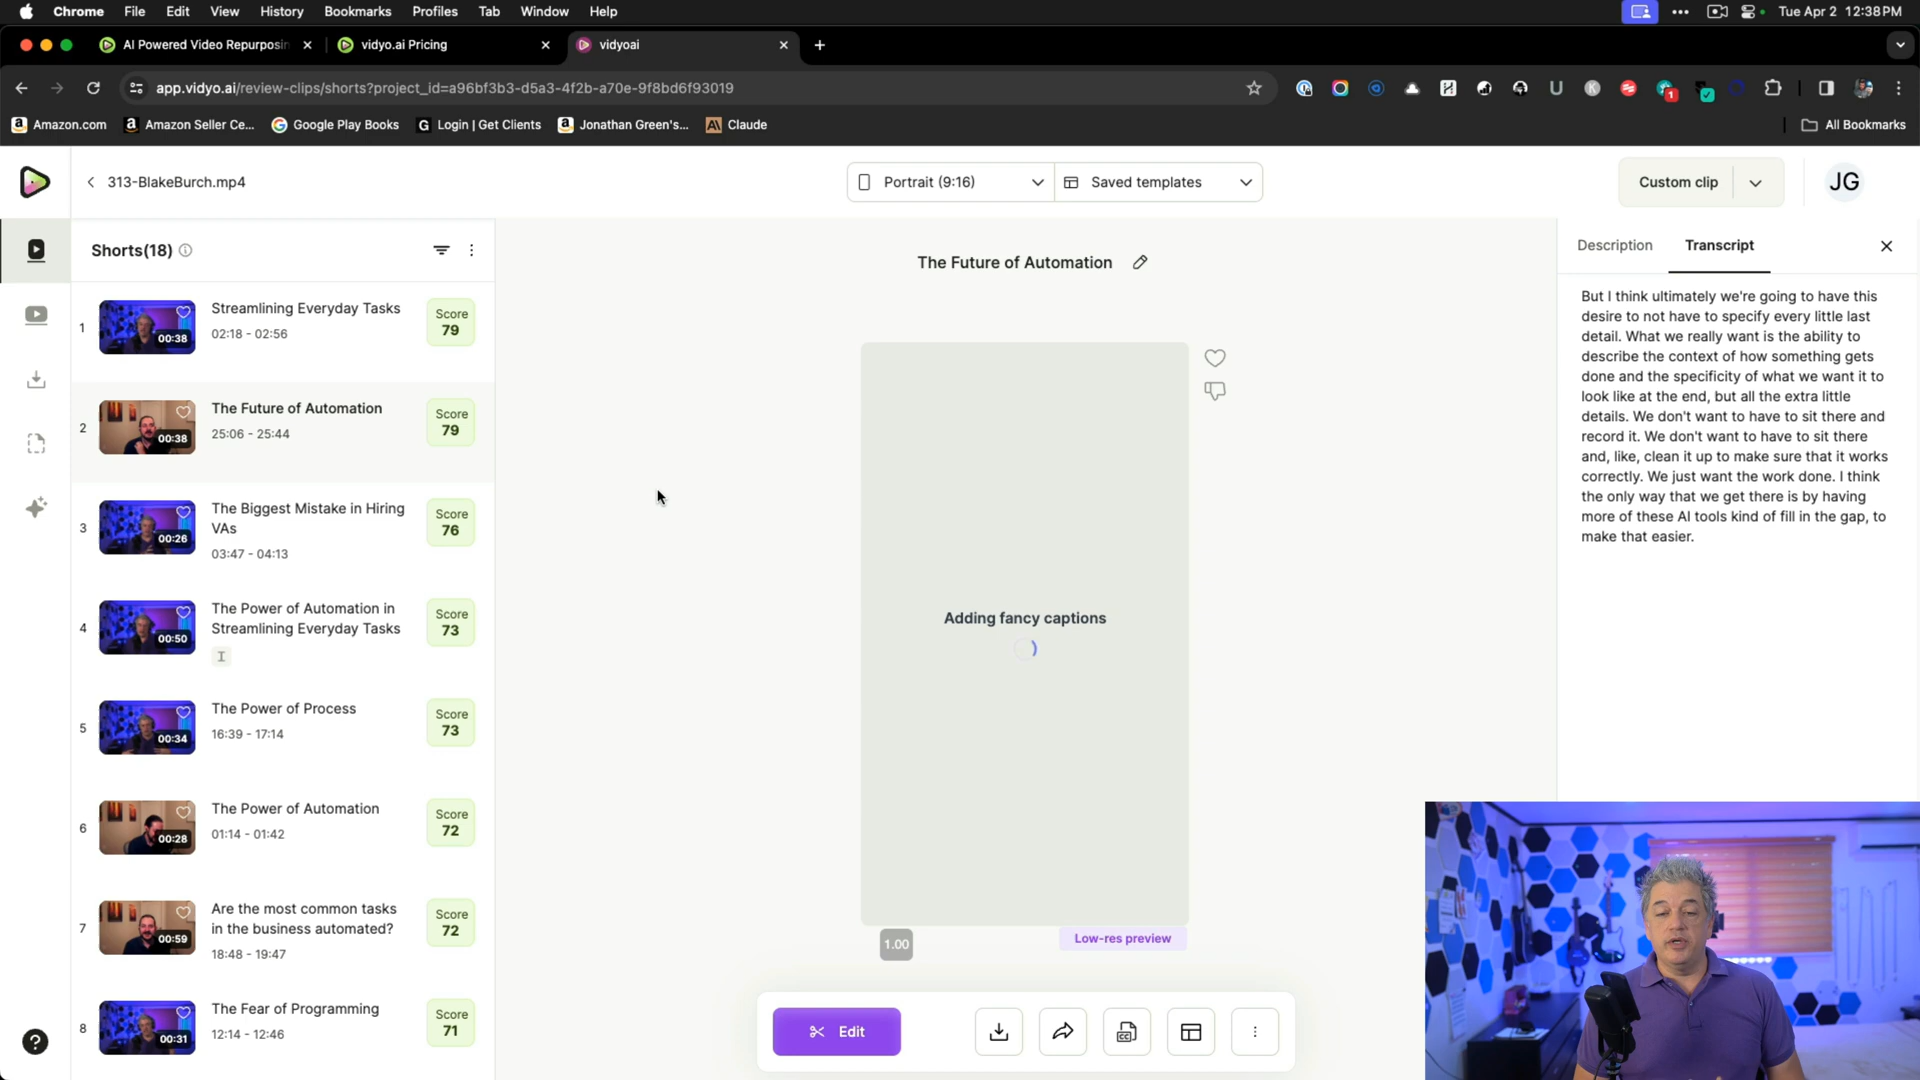 Chrome File Edit View History Bookmarks Profiles Tab Window Help
Tue Apr 2 12:38PM
AI Powered Video Repurposin
vidyo.ai Pricing
vidyoai
app.vidyo.ai/review-clips/shorts?project_id=a96bf3b3-d5a3-4f2b-a70e-9f8bd6f93019
1
Amazon.com
Amazon Seller Ce...
Google Play Books
Login | Get Clients
Jonathan Green's...
Claude
All Bookmarks
313-BlakeBurch.mp4
Portrait (9:16)
Saved templates
Custom clip
JG
Shorts(18)
1
00:38
Streamlining Everyday Tasks
02:18 - 02:56
Score
79
2
00:38
The Future of Automation
25:06 - 25:44
Score
79
3
00:26
The Biggest Mistake in Hiring
VAs
03:47 - 04:13
Score
76
4
00:50
The Power of Automation in
Streamlining Everyday Tasks
Score
73
5
00:34
The Power of Process
16:39 - 17:14
Score
73
6
00:28
The Power of Automation
01:14 - 01:42
Score
72
7
00:59
Are the most common tasks
in the business automated?
18:48 - 19:47
Score
72
8
00:31
The Fear of Programming
12:14 - 12:46
Score
71
The Future of Automation
Adding fancy captions
1.00
Low-res preview
Edit
CC
Description
Transcript
But I think ultimately we're going to have this
desire to not have to specify every little last
detail. What we really want is the ability to
describe the context of how something gets
done and the specificity of what we want it to
look like at the end, but all the extra little
details. We don't want to have to sit there and
record it. We don't want to have to sit there
and, like, clean it up to make sure that it works
correctly. We just want the work done. I think
the only way that we get there is by having
more of these AI tools kind of fill in the gap, to
make that easier.